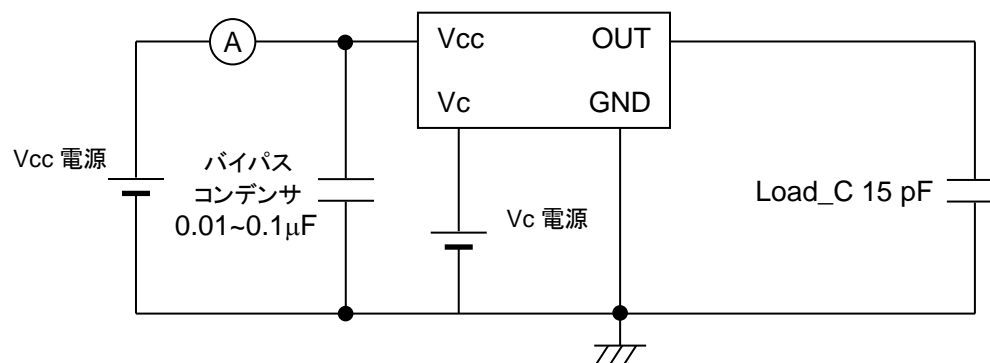 A
Vcc
OUT
Vc
GND
Vcc 電源
バイパス
コンデンサ
0.01~0.1μF
Vc 電源
Load_C 15 pF